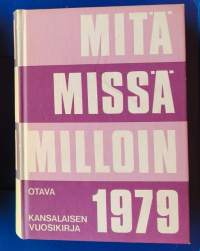 MITÄ
MISSÄ
MILLOIN
OTAVA
KANSALAISEN
VUOSIKIRJA
1979